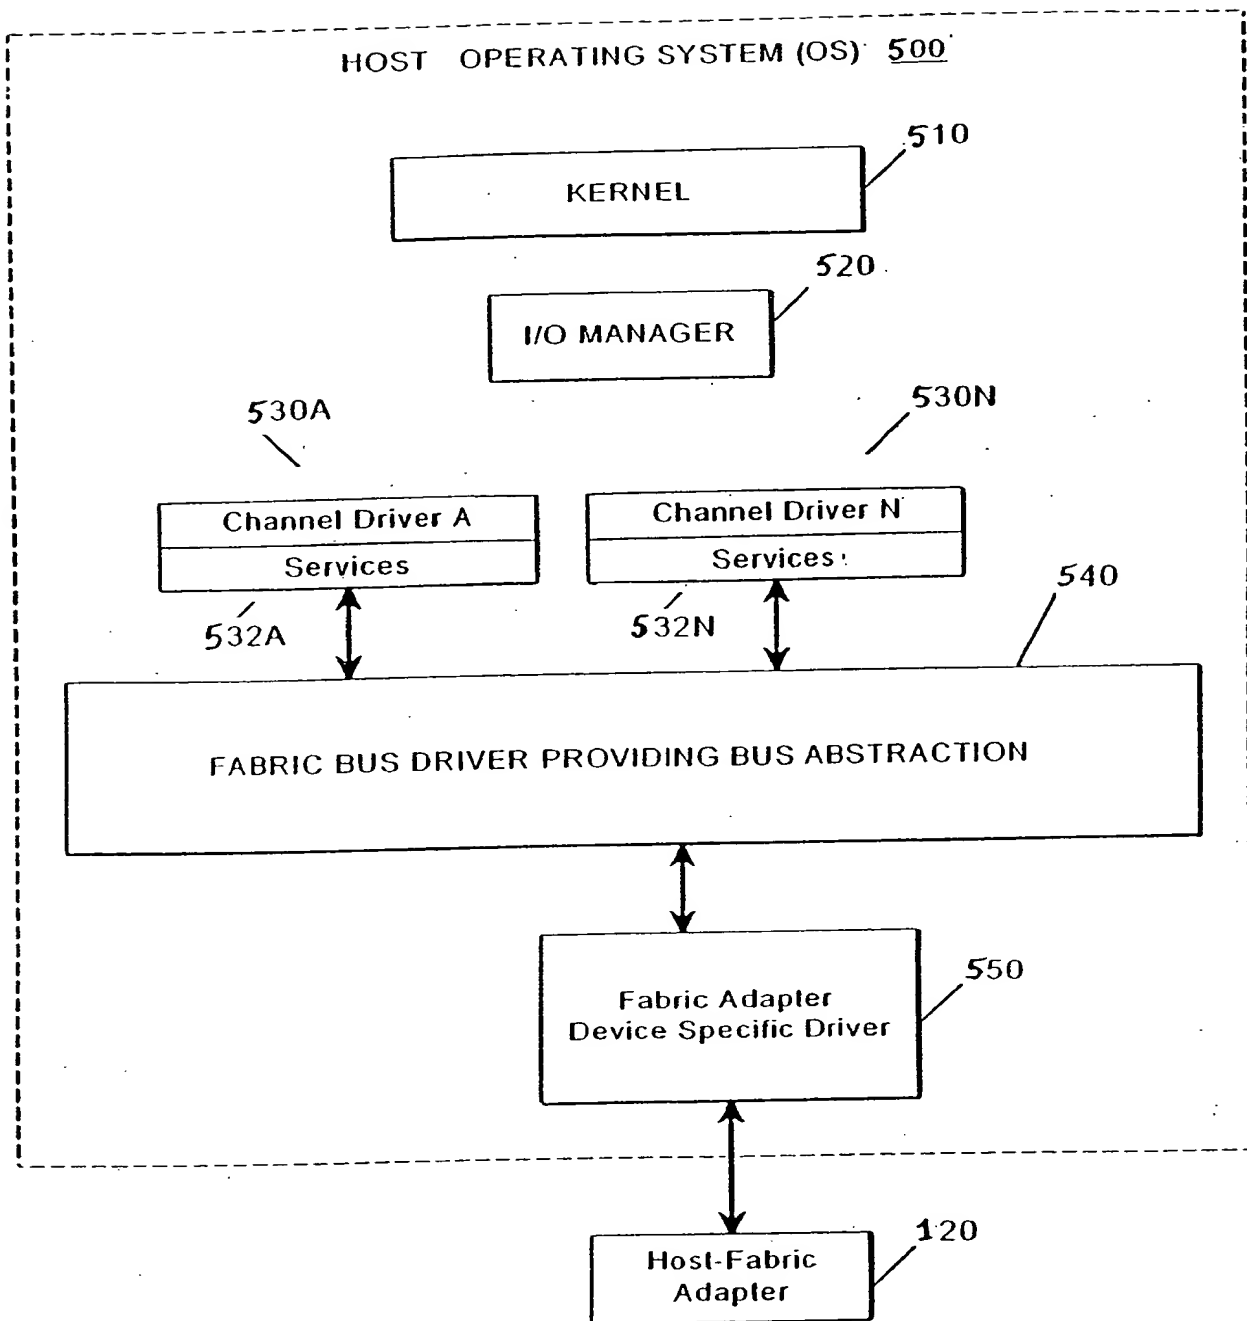 HOST OPERATING SYSTEM (OS) 500
510
KERNEL
520
I/O MANAGER
530A
530N
Channel Driver A
Services
Channel Driver N
Services
532A
532N
540
FABRIC BUS DRIVER PROVIDING BUS ABSTRACTION
550
Fabric Adapter
Device Specific Driver
120
Host-Fabric
Adapter